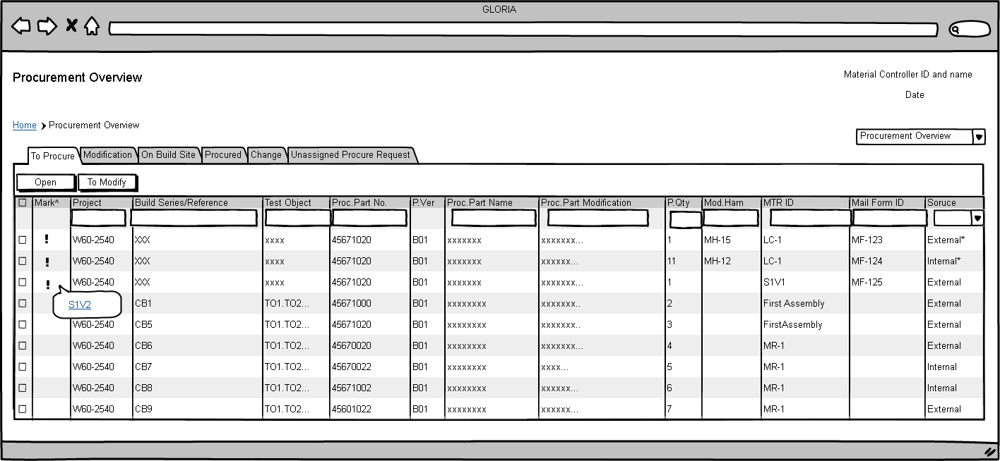 GLORIA
Procurement Overview
Material Controller ID and name
Date
Home Procurement Overview
Procurement Overview
To Procure Modification On Build Site Procured Change Unassigned Procure Request
Open To Modify
Mark^ Project Build Series/Reference Test Object Proc.Part No. P.Ver Proc.Part Name Proc.Part Modification P.Qty Mod.Harn MTR ID Mail Form ID Soruce
! W60-2540 XXX xxxx 45671020 B01 xxxxxxx xxxxxxx... 1 MH-15 LC-1 MF-123 External*
! W60-2540 XXX xxxx 45671020 B01 xxxxxxxx xxxxxx... 11 MH-12 LC-1 MF-124 Internal*
! W60-2540 XXX xxxx 45671020 B01 xxxxxxxx xxxxxxx... 1 S1V1 MF-125 External
S1V2 CB1 TO1.TO2... 45671000 B01 xxxxxxxx xxxxxxx... 2 First Assembly External
W60-2540 CB5 TO1.TO2... 45671020 B01 xxxxxxxx xxxxxxx.. 3 FirstAssembly External
W60-2540 CB6 TO1.TO2... 45670020 B01 xxxxxxxx xxxxxxx... 4 MR-1 External
W60-2540 CB7 TO1.TO2... 45670022 B01 xxxxxxxx xxxx... 5 MR-1 Internal
W60-2540 CB8 TO1.TO2... 45671002 B01 xxxxxxxx xxxxxx... 6 MR-1 Internal
W60-2540 CB9 TO1.TO2... 45601022 B01 xxxxxxxx xxxxxx... 7 MR-1 External